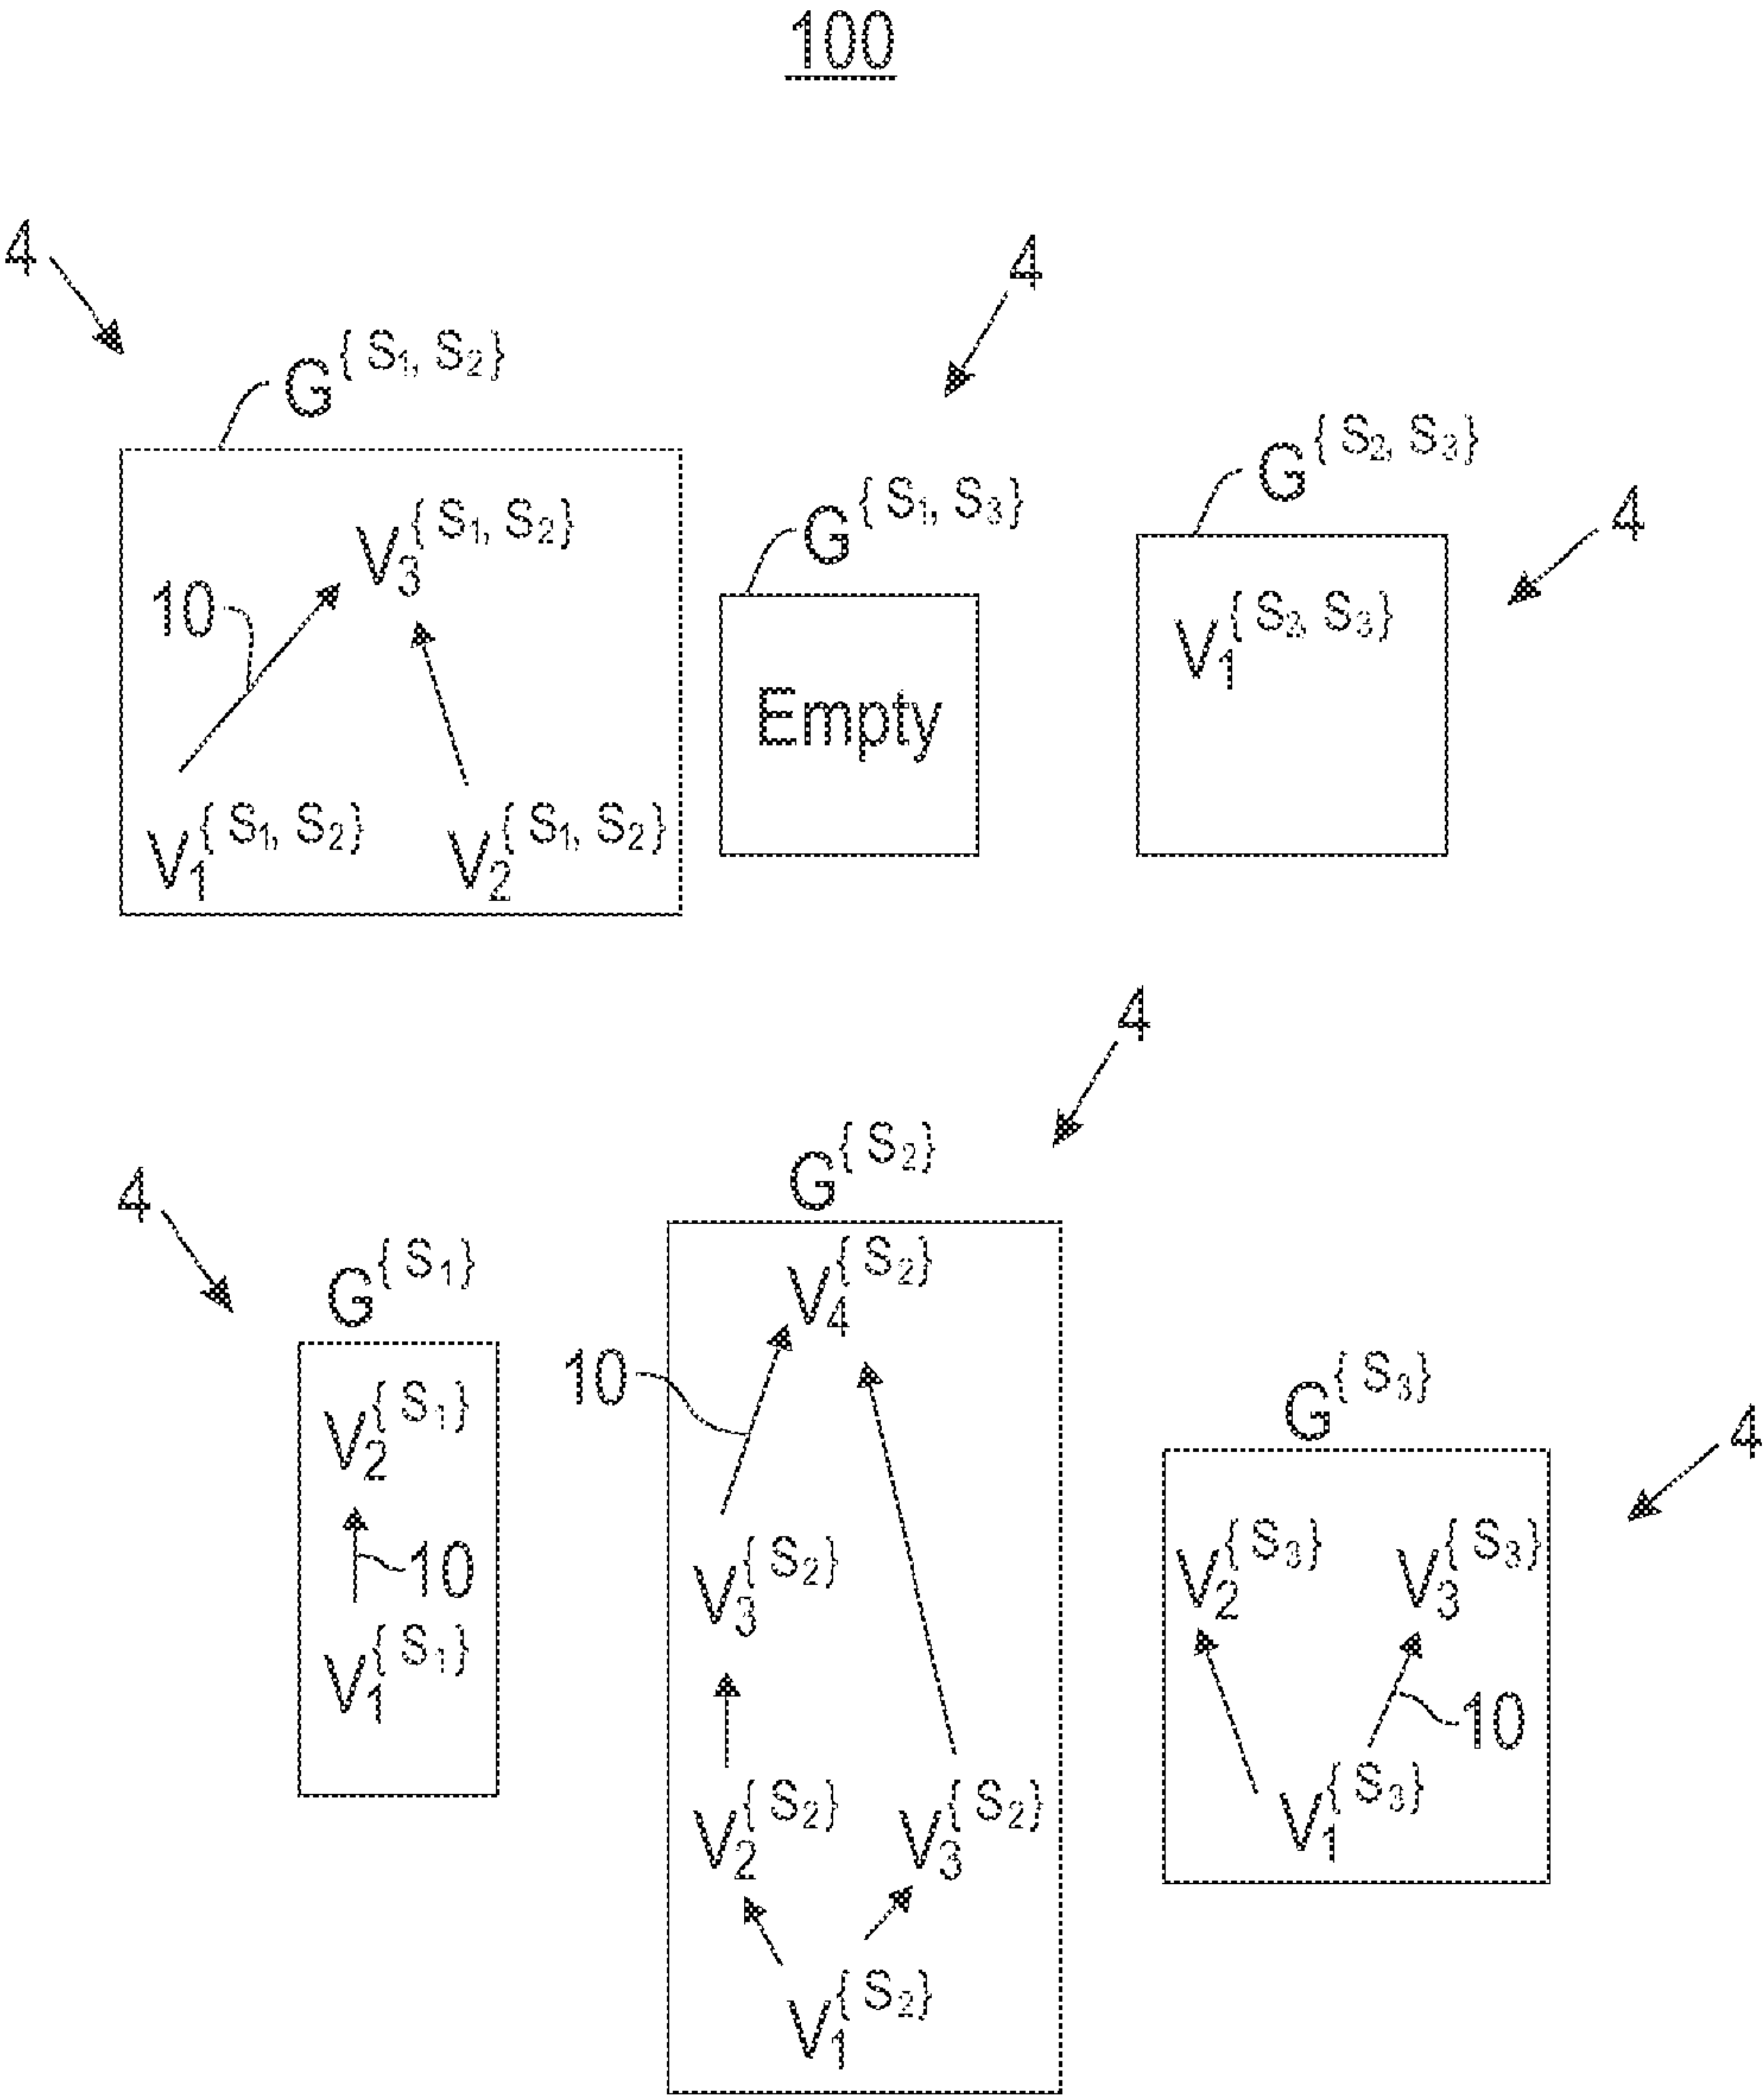 100
4
4
G{S1, S2}
G{S2, S3}
G{S1, S3}
4
V3{S1, S2}
10
V1{S2, S3}
Empty
V1{S1, S2} V2{S1, S2}
4
G{S2}
4
G{S1}
V4{S2}
10
G{S3}
V2{S1}
4
V3{S2}
V2{S3} V3{S3}
10
V1{S1}
10
V2{S2} V3{S2}
V1{S3}
V1{S2}